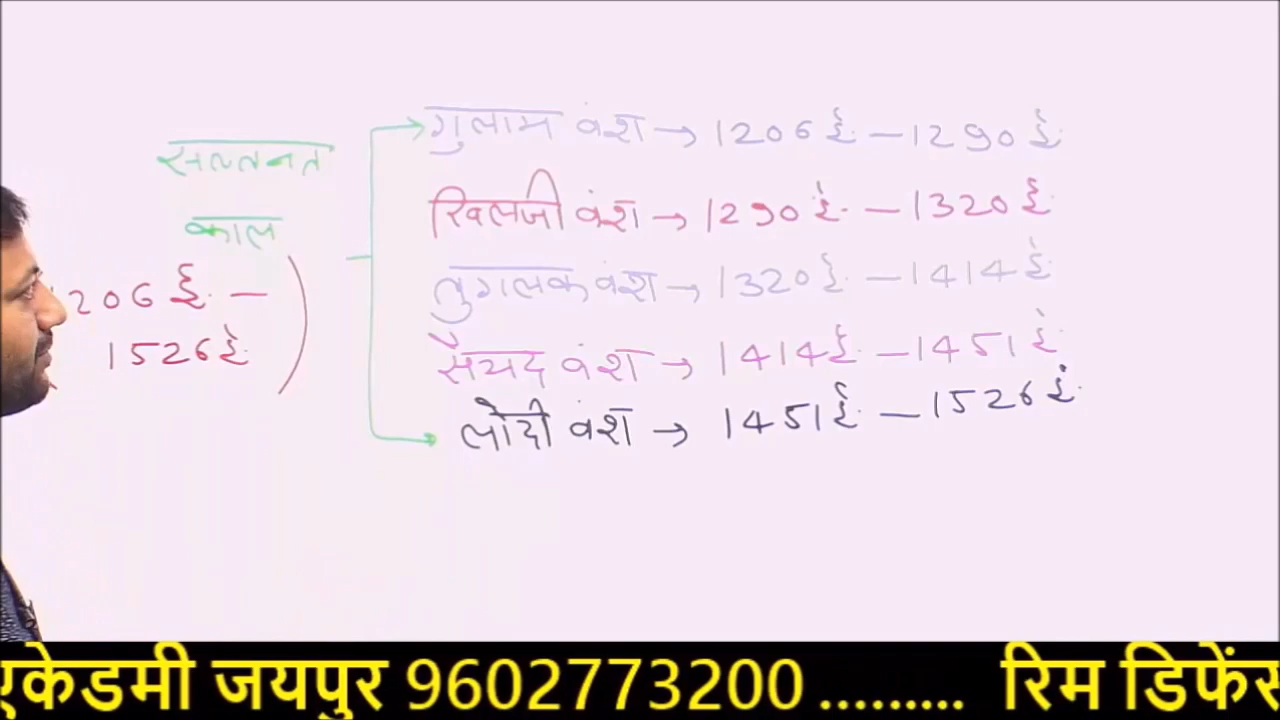 सल्तनत
काल
206 ई. –
1526 ई.)
गुलाम वंश → 1206 ई. – 1290 ई.
खिलजी वंश → 1290 ई. – 1320 ई.
तुगलक वंश → 1320 ई. – 1414 ई.
सैयद वंश → 1414 ई. – 1451 ई.
लोदी वंश → 1451 ई. – 1526 ई.
एकेडमी जयपुर 9602773200 ......... रिम डिफेंस